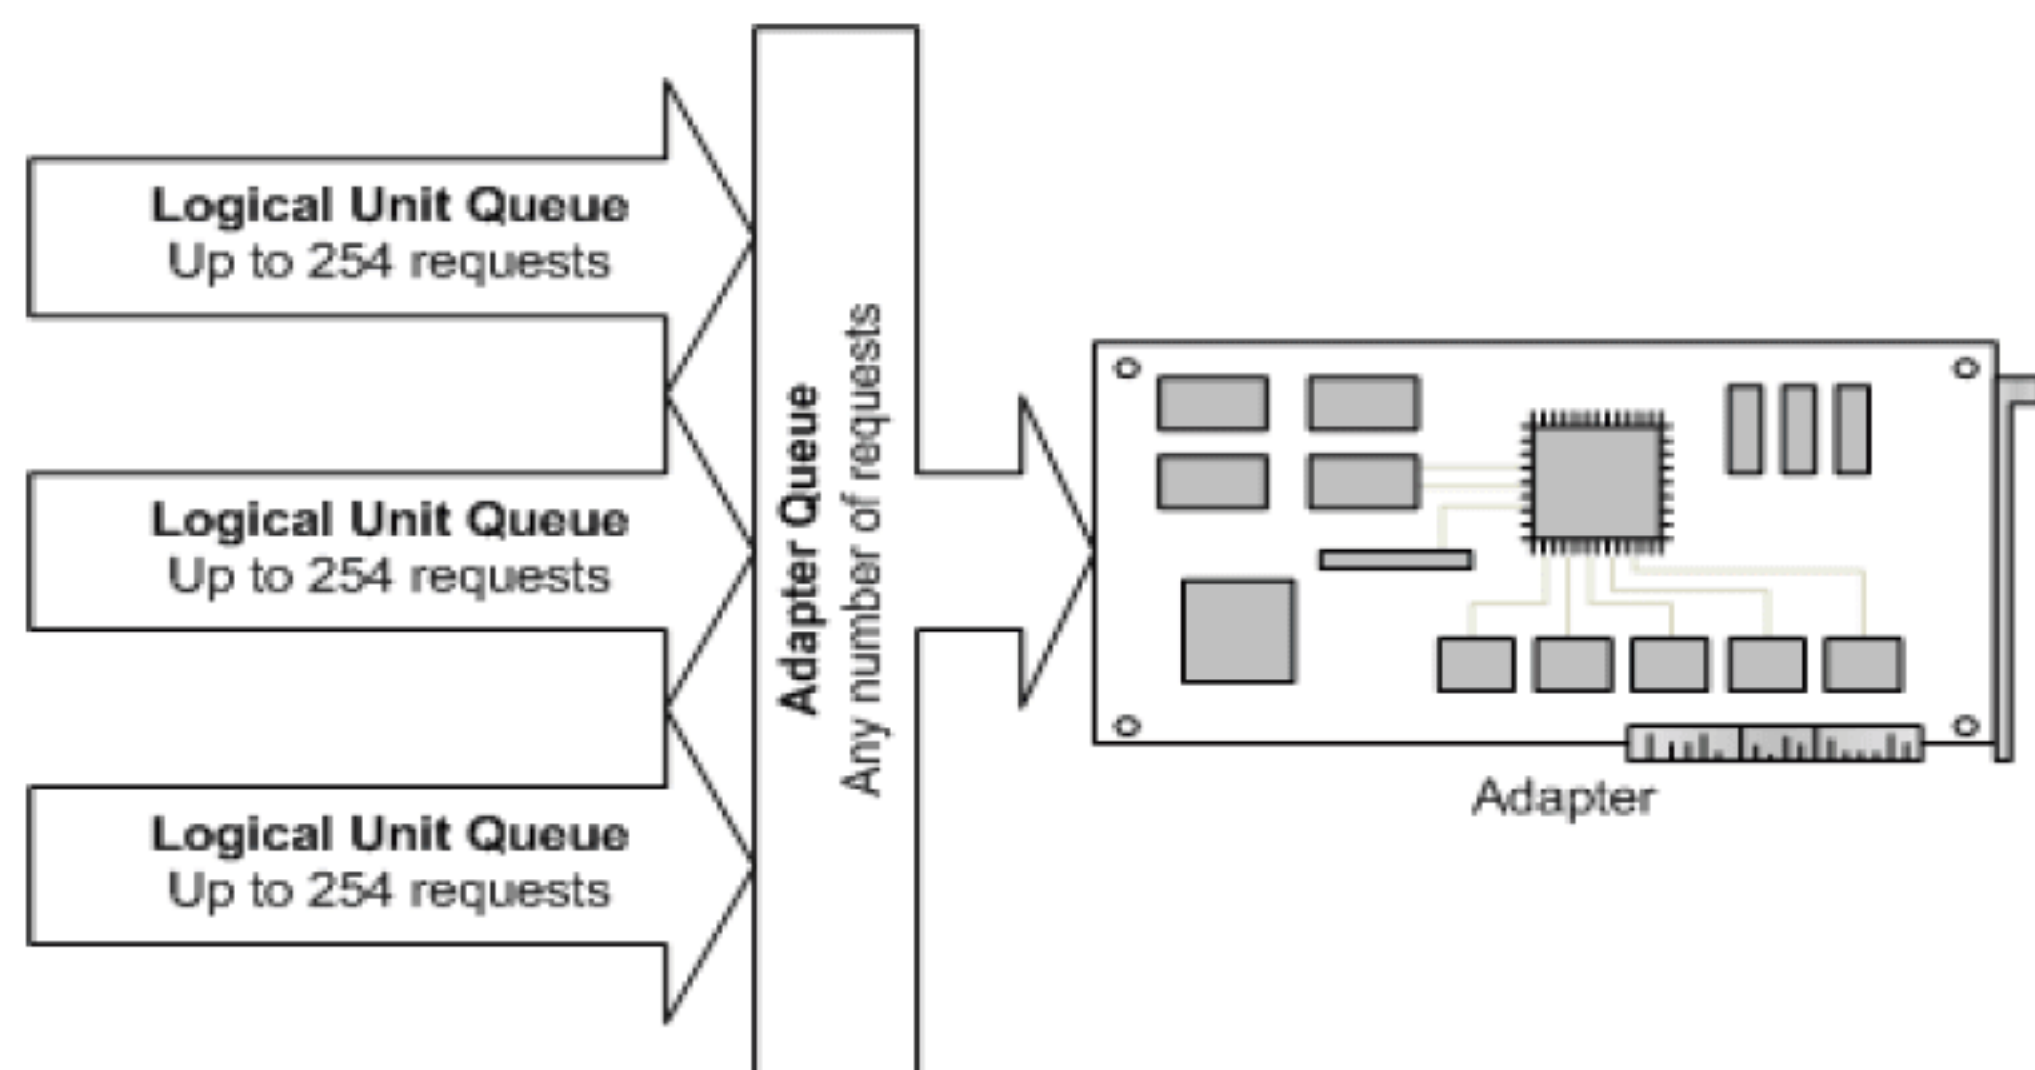 Logical Unit Queue
Up to 254 requests
Logical Unit Queue
Up to 254 requests
Logical Unit Queue
Up to 254 requests
Adapter Queue
Any number of requests
Adapter